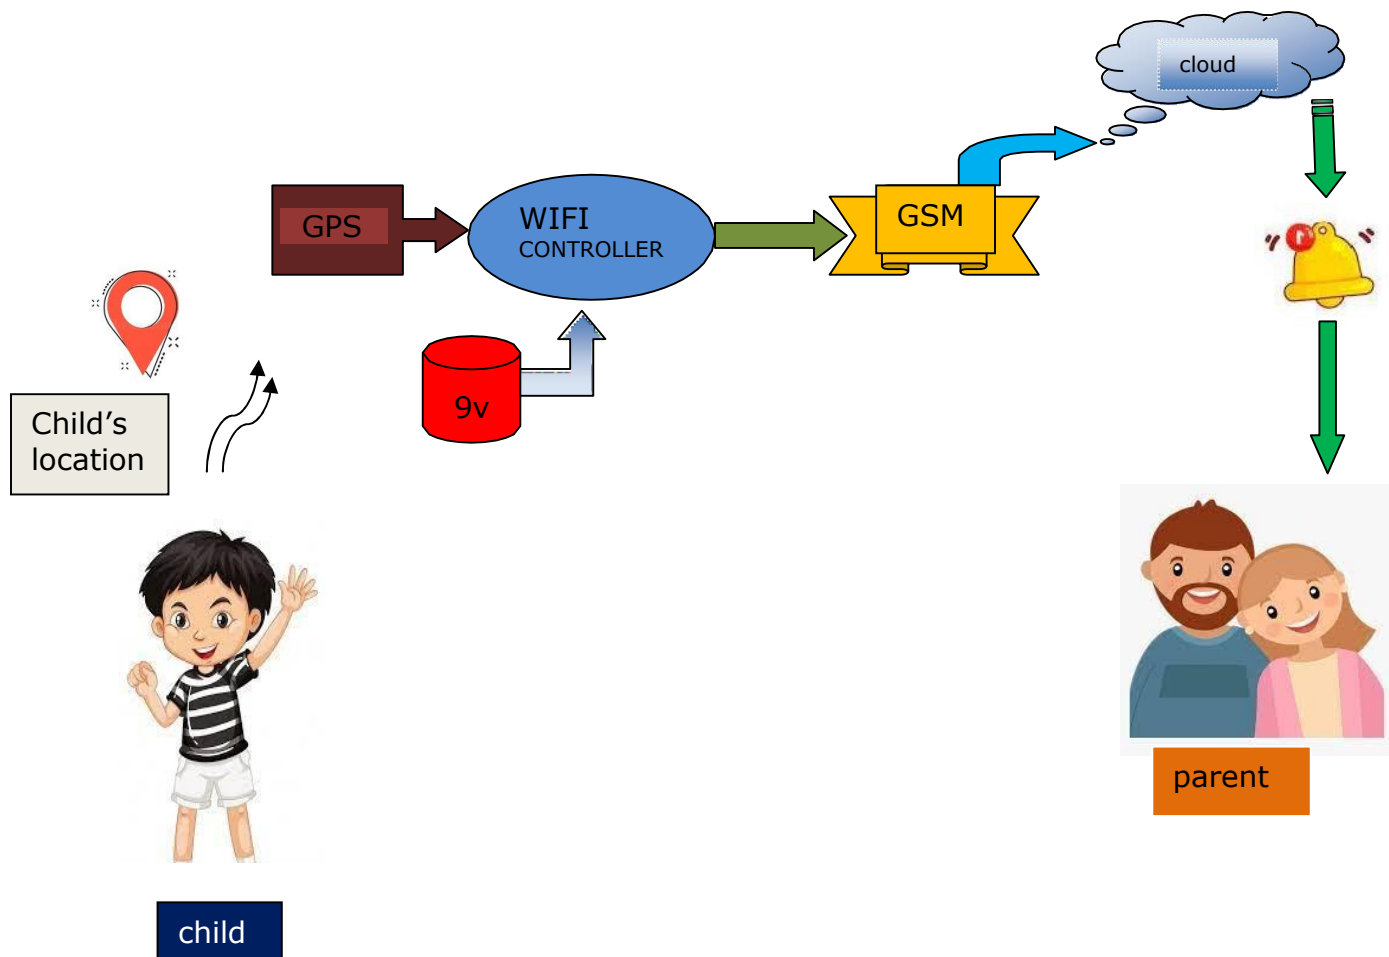 cloud
GPS
WIFI
CONTROLLER
GSM
9v
Child’s
location
parent
child